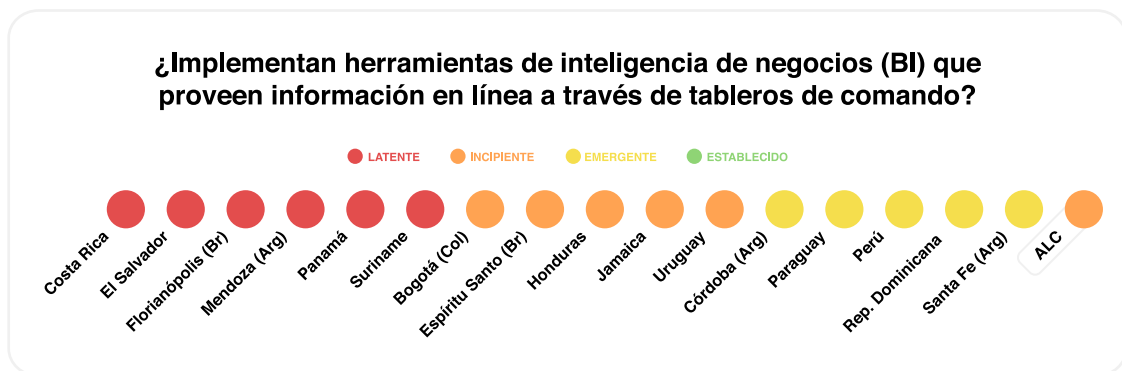 ¿Implementan herramientas de inteligencia de negocios (BI) que
proveen información en línea a través de tableros de comando?
LATENTE
INCIPIENTE
EMERGENTE
ESTABLECIDO
Costa Rica
El Salvador
Florianópolis (Br)
Mendoza (Arg)
Panamá
Suriname
Bogotá (Col)
Espíritu Santo (Br)
Honduras
Jamaica
Uruguay
Córdoba (Arg)
Paraguay
Perú
Rep. Dominicana
Santa Fe (Arg)
ALC